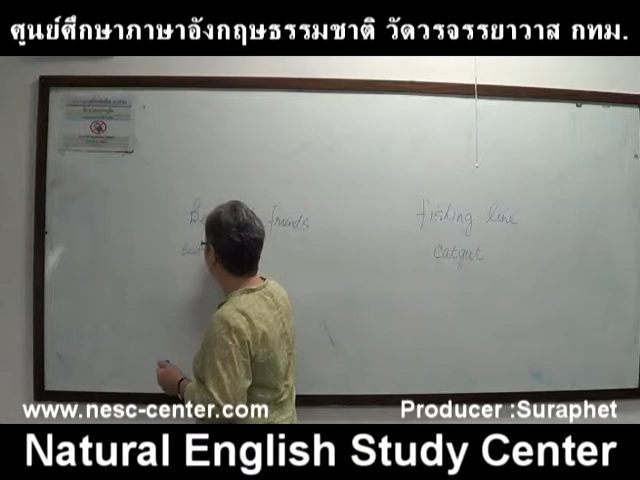 ศูนย์ศึกษาภาษาอังกฤษธรรมชาติ วัดวรจรรยาวาส กทม.
friends
fishing line
catgut
www.nesc-center.com
Producer :Suraphet
Natural English Study Center